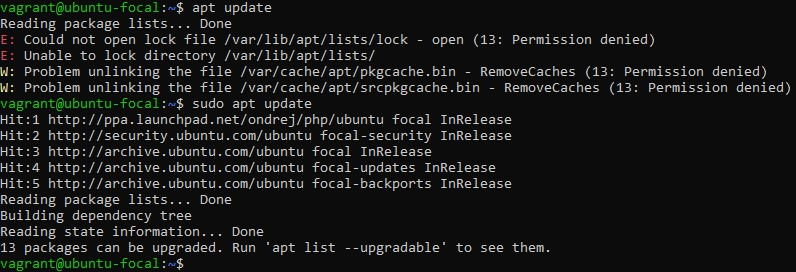 vagrant@ubuntu-focal:~$ apt update
Reading package lists... Done
E: Could not open lock file /var/lib/apt/lists/lock - open (13: Permission denied)
E: Unable to lock directory /var/lib/apt/lists/
W: Problem unlinking the file /var/cache/apt/pkgcache.bin - RemoveCaches (13: Permission denied)
W: Problem unlinking the file /var/cache/apt/srcpkgcache.bin - RemoveCaches (13: Permission denied)
vagrant@ubuntu-focal:~$ sudo apt update
Hit:1 http://ppa.launchpad.net/ondrej/php/ubuntu focal InRelease
Hit:2 http://security.ubuntu.com/ubuntu focal-security InRelease
Hit:3 http://archive.ubuntu.com/ubuntu focal InRelease
Hit:4 http://archive.ubuntu.com/ubuntu focal-updates InRelease
Hit:5 http://archive.ubuntu.com/ubuntu focal-backports InRelease
Reading package lists... Done
Building dependency tree
Reading state information... Done
13 packages can be upgraded. Run 'apt list --upgradable' to see them.
vagrant@ubuntu-focal:~$